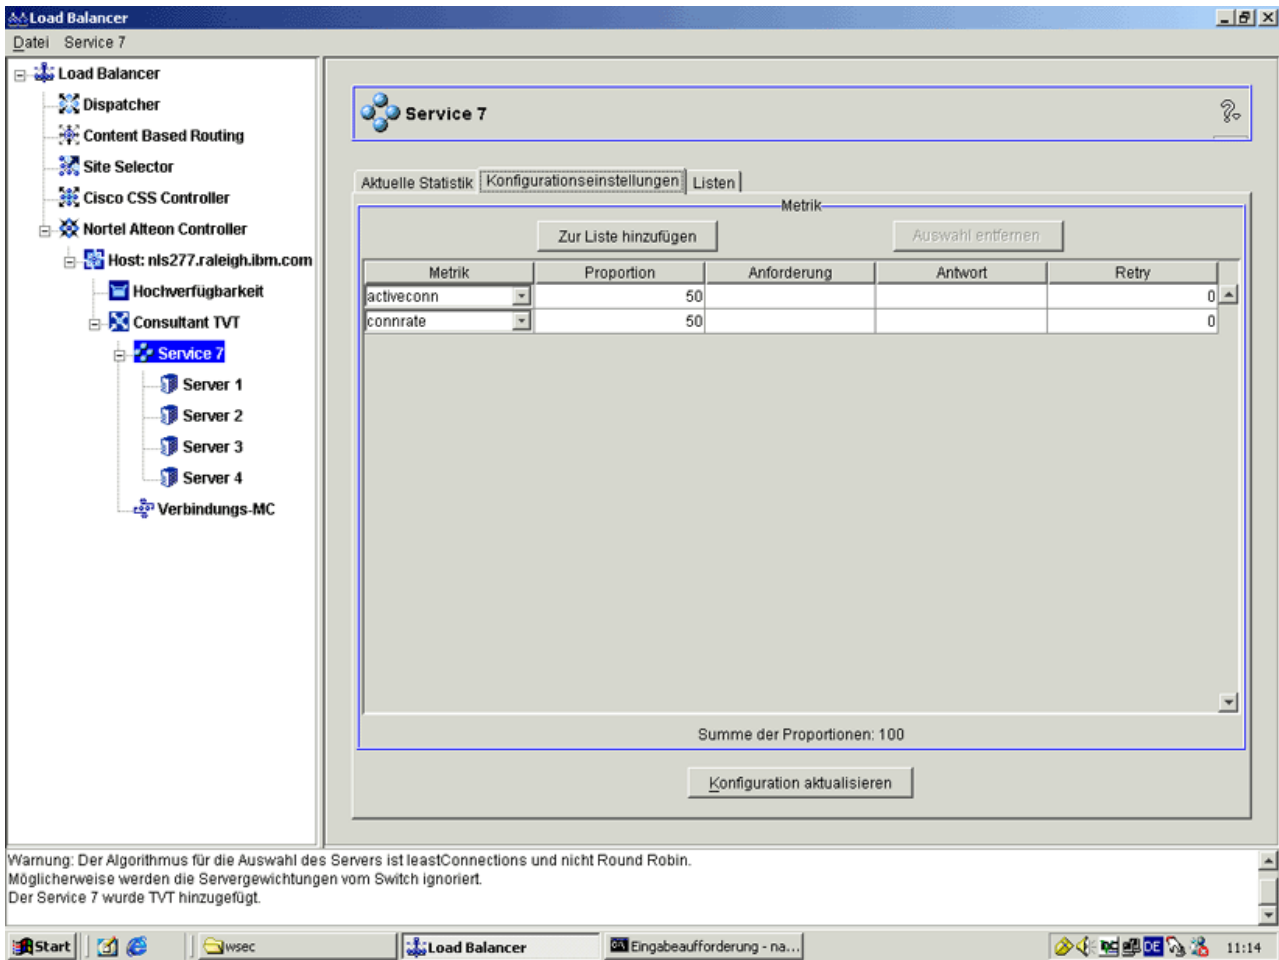 Load Balancer
Datei Service 7
Load Balancer
Dispatcher
Content Based Routing
Site Selector
Cisco CSS Controller
Nortel Alteon Controller
Host: nls277.raleigh.ibm.com
Hochverfügbarkeit
Consultant TVT
Service 7
Server 1
Server 2
Server 3
Server 4
Verbindungs-MC
Service 7
Aktuelle Statistik Konfigurationseinstellungen Listen
Metrik
Zur Liste hinzufügen Auswahl entfernen
Metrik Proportion Anforderung Antwort Retry
activeconn 50 0
connrate 50 0
Summe der Proportionen: 100
Konfiguration aktualisieren
Warnung: Der Algorithmus für die Auswahl des Servers ist leastConnections und nicht Round Robin.
Möglicherweise werden die Servergewichtungen vom Switch ignoriert.
Der Service 7 wurde TVT hinzugefügt.
Start wsec Load Balancer Eingabeaufforderung - na... DE 11:14